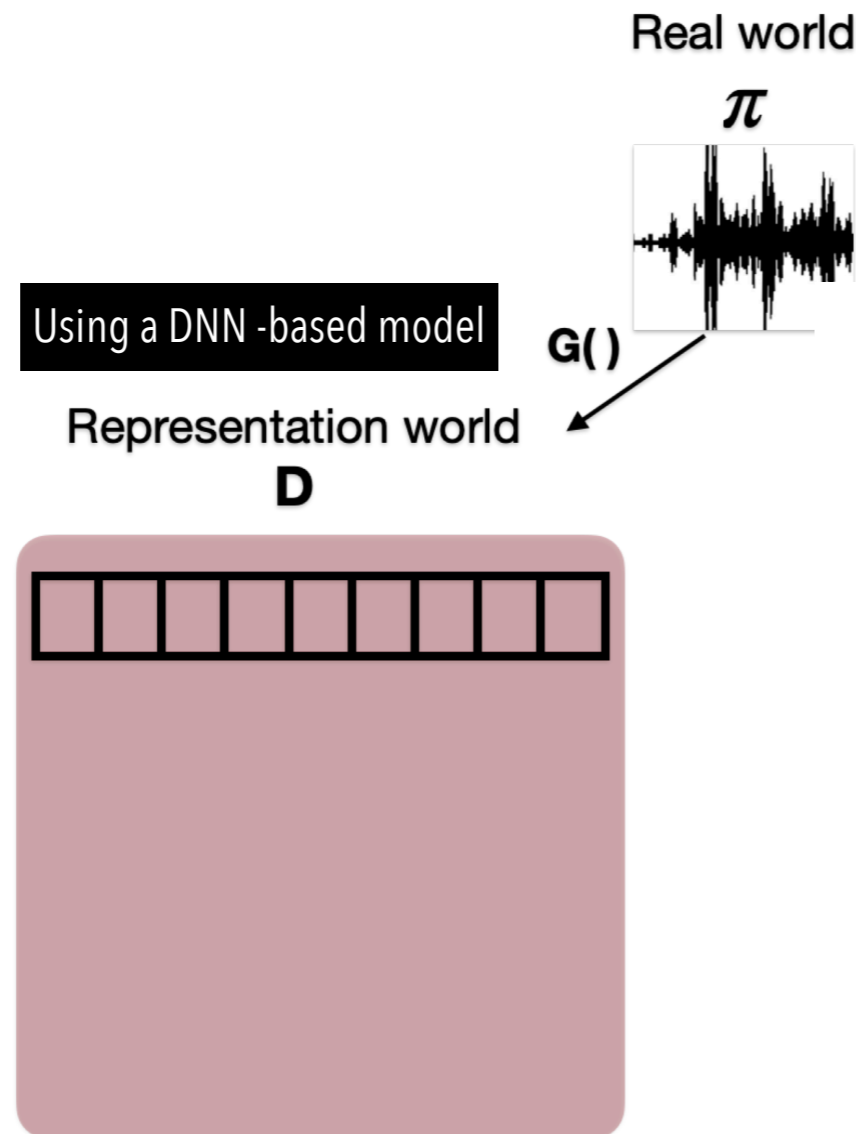 Real world
π
Using a DNN -based model
G( )
Representation world
D